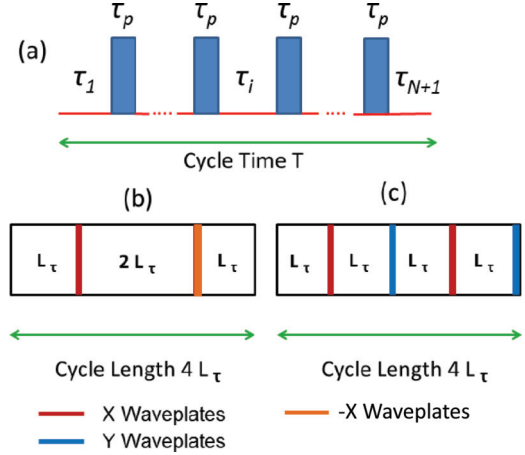 τp τp τp τp
(a)
τ1 τi τN+1
Cycle Time T
(b) (c)
Lτ 2 Lτ Lτ Lτ Lτ Lτ Lτ
Cycle Length 4 Lτ Cycle Length 4 Lτ
X Waveplates -X Waveplates
Y Waveplates